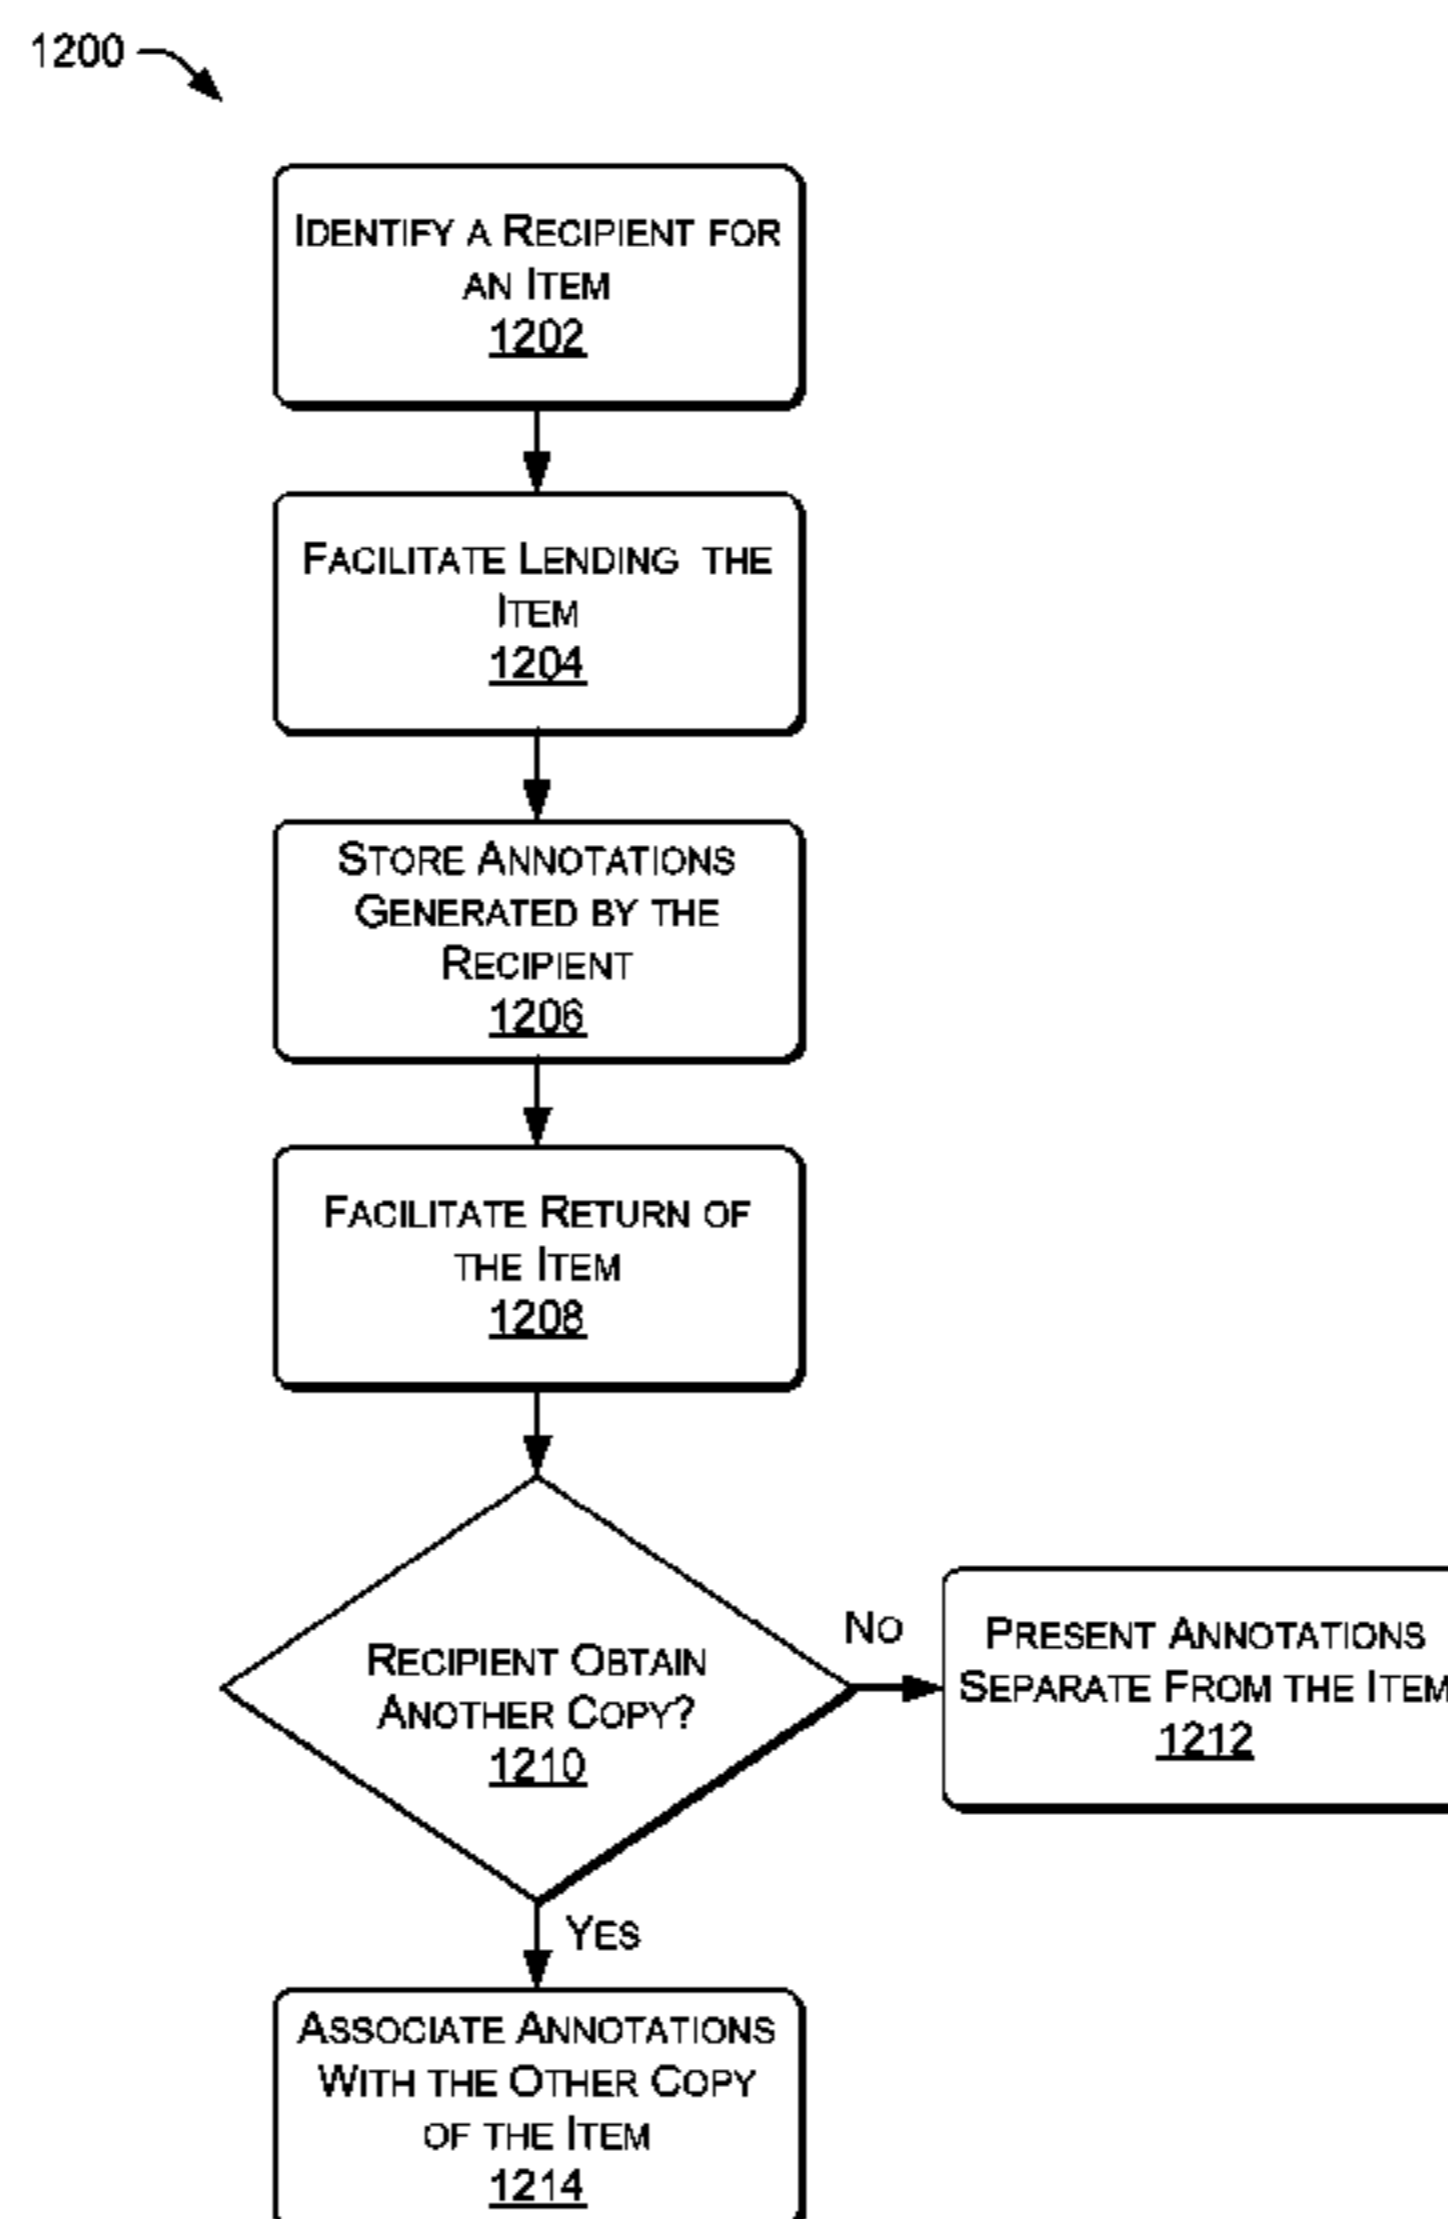 1200
IDENTIFY A RECIPIENT FOR
AN ITEM
1202
FACILITATE LENDING THE
ITEM
1204
STORE ANNOTATIONS
GENERATED BY THE
RECIPIENT
1206
FACILITATE RETURN OF
THE ITEM
1208
RECIPIENT OBTAIN
ANOTHER COPY?
1210
NO
PRESENT ANNOTATIONS
SEPARATE FROM THE ITEM
1212
YES
ASSOCIATE ANNOTATIONS
WITH THE OTHER COPY
OF THE ITEM
1214